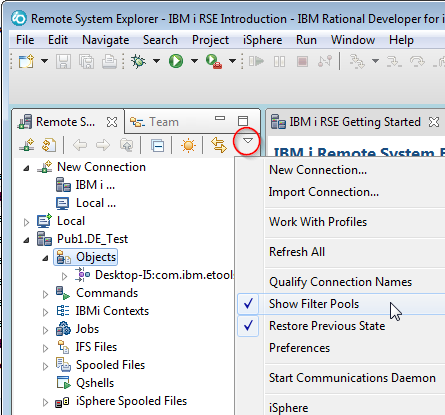 Remote System Explorer - IBM i RSE Introduction - IBM Rational Developer for i
File Edit Navigate Search Project iSphere Run Window Help
Remote S... Team
IBM i RSE Getting Started
IBM i Remote System
New Connection
IBM i ...
Local ...
Local
Pub1.DE_Test
Objects
Desktop-I5:com.ibm.etools
Commands
IBMi Contexts
Jobs
IFS Files
Spooled Files
Qshells
iSphere Spooled Files
New Connection...
Import Connection...
Work With Profiles
Refresh All
Qualify Connection Names
Show Filter Pools
Restore Previous State
Preferences
Start Communications Daemon
iSphere